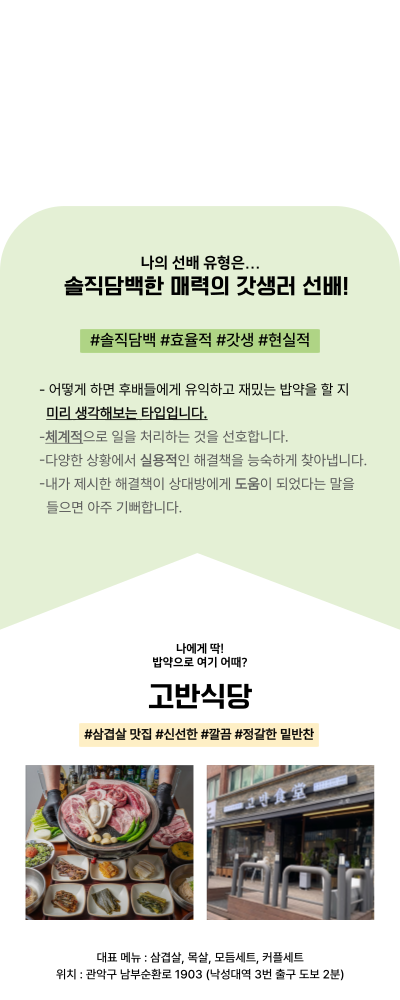 나의 선배 유형은...
솔직담백한 매력의 갓생러 선배!
#솔직담백 #효율적 #갓생 #현실적
- 어떻게 하면 후배들에게 유익하고 재밌는 밥약을 할 지
미리 생각해보는 타입입니다.
-체계적으로 일을 처리하는 것을 선호합니다.
-다양한 상황에서 실용적인 해결책을 능숙하게 찾아냅니다.
-내가 제시한 해결책이 상대방에게 도움이 되었다는 말을
들으면 아주 기뻐합니다.
나에게 딱!
밥약으로 여기 어때?
고반식당
#삼겹살 맛집 #신선한 #깔끔 #정갈한 밑반찬
고반食堂
대표 메뉴 : 삼겹살, 목살, 모듬세트, 커플세트
위치 : 관악구 남부순환로 1903 (낙성대역 3번 출구 도보 2분)